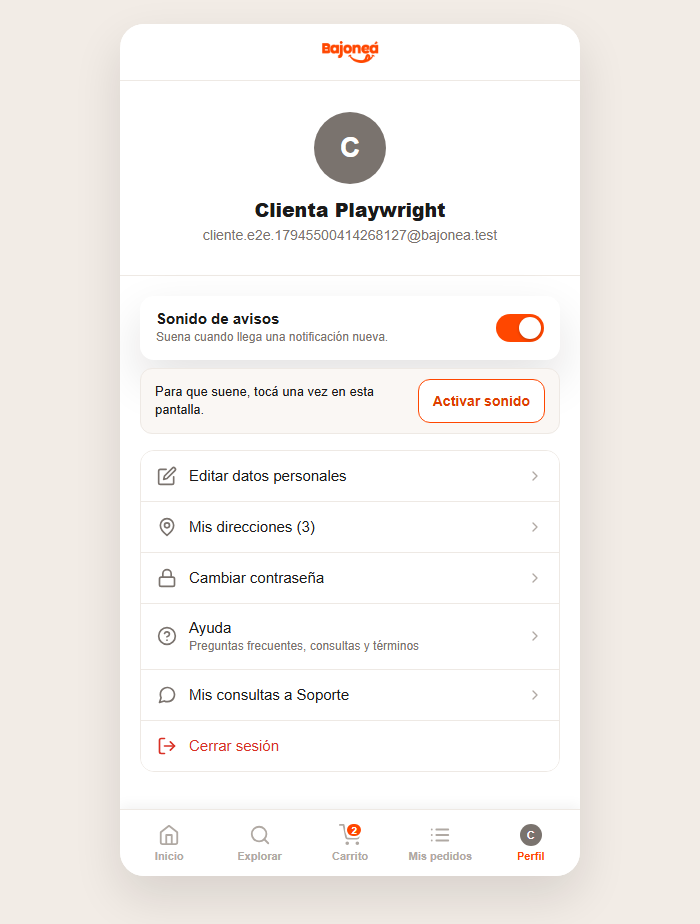 Bajoneá
C
Clienta Playwright
cliente.e2e.17945500414268127@bajonea.test
Sonido de avisos
Suena cuando llega una notificación nueva.
Para que suene, tocá una vez en esta
pantalla.
Activar sonido
Editar datos personales
Mis direcciones (3)
Cambiar contraseña
Ayuda
Preguntas frecuentes, consultas y términos
Mis consultas a Soporte
Cerrar sesión
2
C
Inicio
Explorar
Carrito
Mis pedidos
Perfil